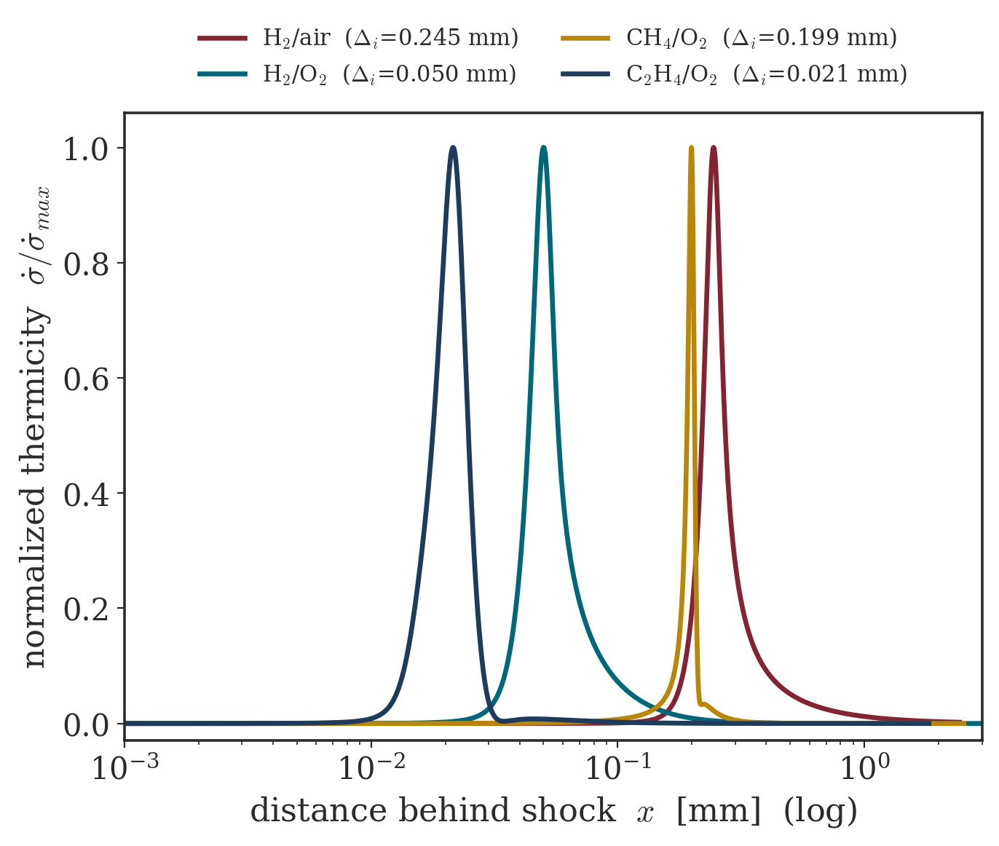 H₂/air (Δᵢ=0.245 mm)
H₂/O₂ (Δᵢ=0.050 mm)
CH₄/O₂ (Δᵢ=0.199 mm)
C₂H₄/O₂ (Δᵢ=0.021 mm)
normalized thermicity σ̇/σ̇ₘₐₓ
1.0
0.8
0.6
0.4
0.2
0.0
10⁻³
10⁻²
10⁻¹
10⁰
distance behind shock x [mm] (log)